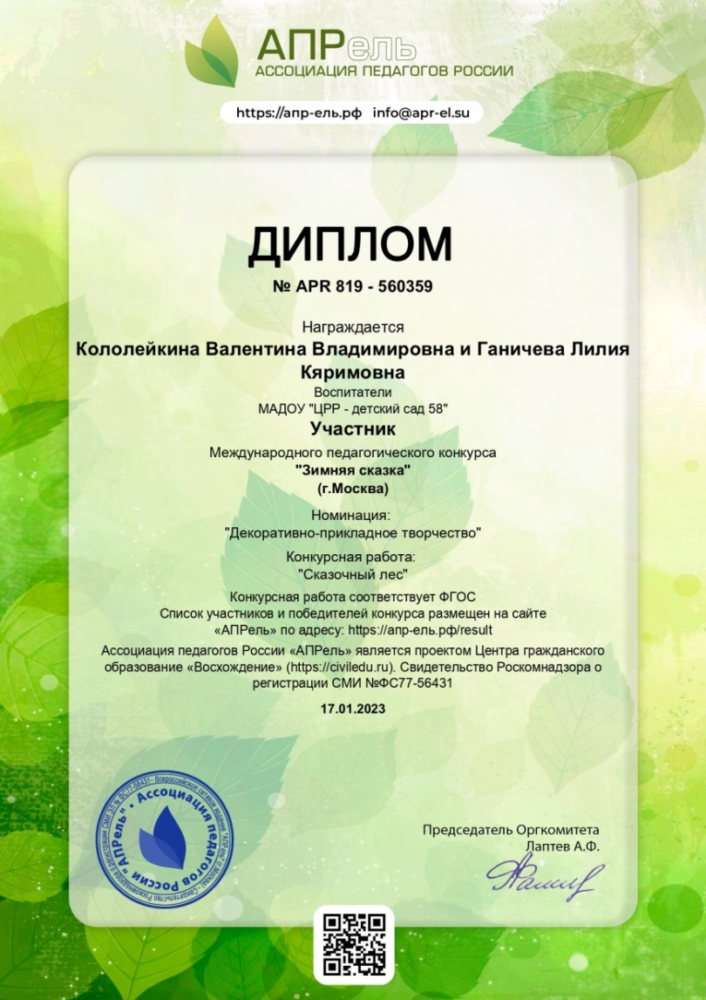 АПРель
АССОЦИАЦИЯ ПЕДАГОГОВ РОССИИ
https://апр-ель.рф info@apr-el.su
ДИПЛОМ
№ APR 819 - 560359
Награждается
Кололейкина Валентина Владимировна и Ганичева Лилия
Кяримовна
Воспитатели
МАДОУ "ЦРР - детский сад 58"
Участник
Международного педагогического конкурса
"Зимняя сказка"
(г.Москва)
Номинация:
"Декоративно-прикладное творчество"
Конкурсная работа:
"Сказочный лес"
Конкурсная работа соответствует ФГОС
Список участников и победителей конкурса размещен на сайте
«АПРель» по адресу: https://апр-ель.рф/result
Ассоциация педагогов России «АПРель» является проектом Центра гражданского
образование «Восхождение» (https://civiledu.ru). Свидетельство Роскомнадзора о
регистрации СМИ №ФС77-56431
17.01.2023
Ассоциация педагогов России "АПРель" •
Председатель Оргкомитета
Лаптев А.Ф.